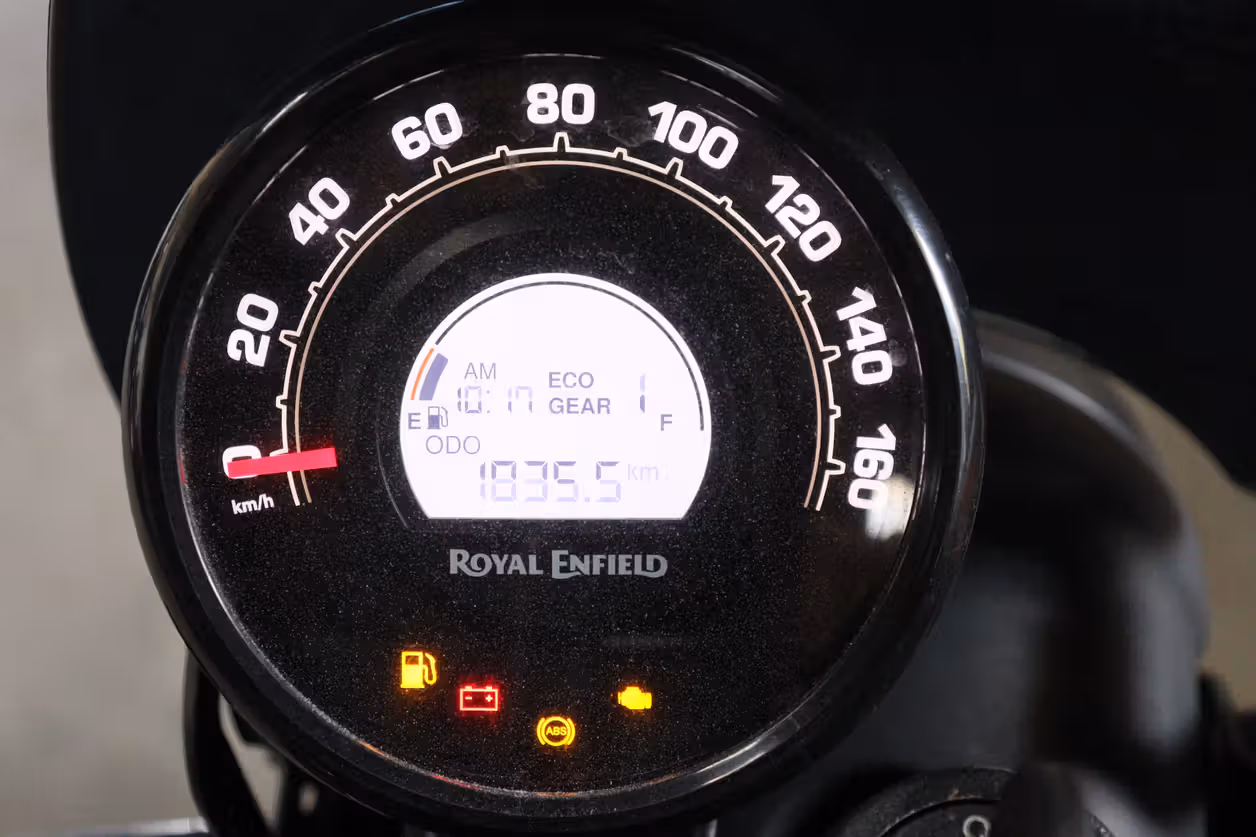 0
20
40
60
80
100
120
140
160
km/h
AM
10:17
ECO
GEAR 1
E
F
ODO
1835.5 km
ROYAL ENFIELD
ABS